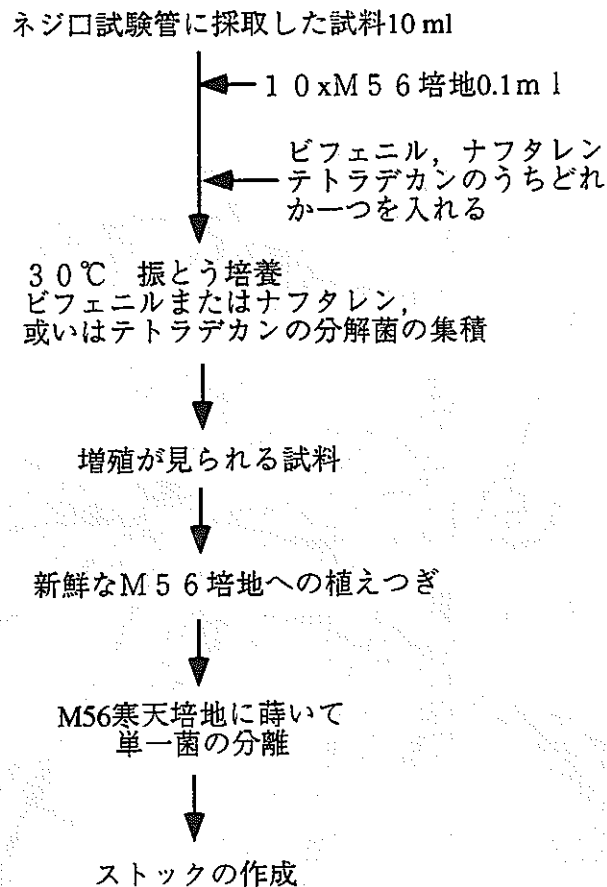 ネジ口試験管に採取した試料10 ml
１０xＭ５６培地0.1mｌ
ビフェニル，ナフタレン
テトラデカンのうちどれ
か一つを入れる
３０℃　振とう培養
ビフェニルまたはナフタレン，
或いはテトラデカンの分解菌の集積
増殖が見られる試料
新鮮なＭ５６培地への植えつぎ
M56寒天培地に蒔いて
単一菌の分離
ストックの作成